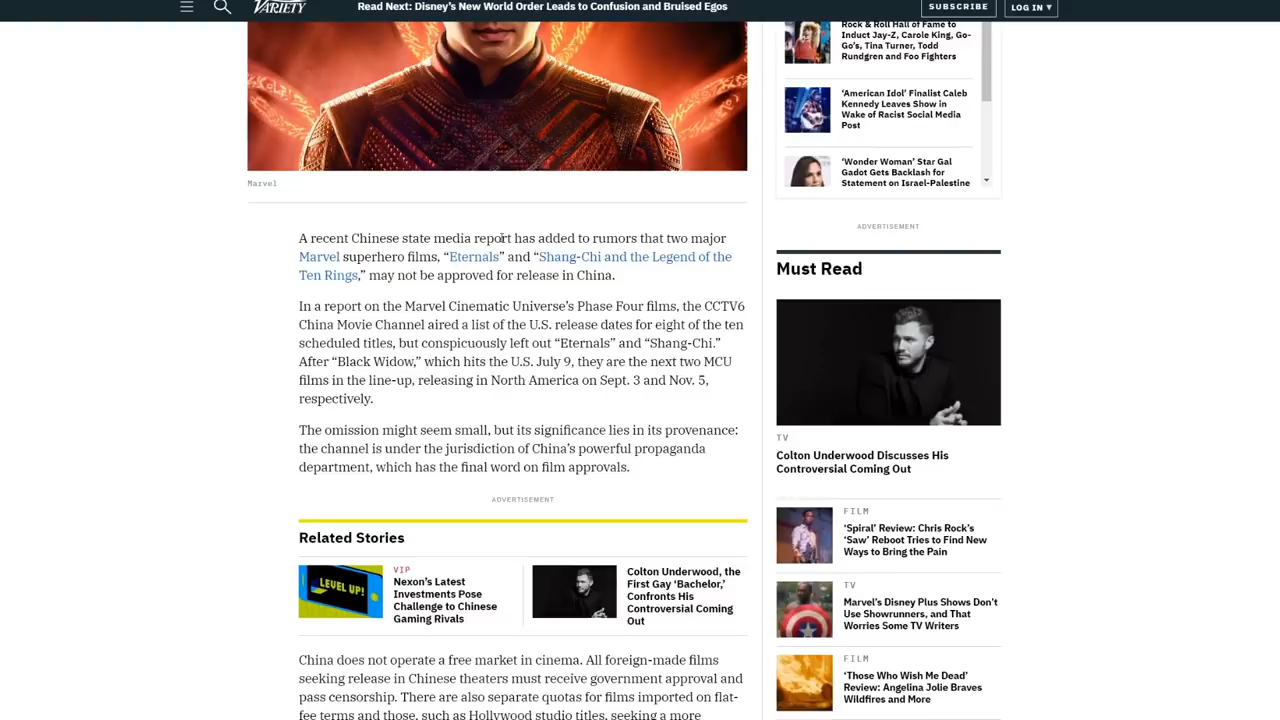 VARIETY
Read Next: Disney's New World Order Leads to Confusion and Bruised Egos
SUBSCRIBE
LOG IN ▾
Marvel
A recent Chinese state media report has added to rumors that two major
Marvel superhero films, “Eternals” and “Shang-Chi and the Legend of the
Ten Rings,” may not be approved for release in China.
In a report on the Marvel Cinematic Universe’s Phase Four films, the CCTV6
China Movie Channel aired a list of the U.S. release dates for eight of the ten
scheduled titles, but conspicuously left out “Eternals” and “Shang-Chi.”
After “Black Widow,” which hits the U.S. July 9, they are the next two MCU
films in the line-up, releasing in North America on Sept. 3 and Nov. 5,
respectively.
The omission might seem small, but its significance lies in its provenance:
the channel is under the jurisdiction of China’s powerful propaganda
department, which has the final word on film approvals.
ADVERTISEMENT
Related Stories
LEVEL UP!
VIP
Nexon’s Latest
Investments Pose
Challenge to Chinese
Gaming Rivals
Colton Underwood, the
First Gay ‘Bachelor,’
Confronts His
Controversial Coming
Out
China does not operate a free market in cinema. All foreign-made films
seeking release in Chinese theaters must receive government approval and
pass censorship. There are also separate quotas for films imported on flat-
fee terms and those, such as Hollywood studio titles, seeking a more
Rock & Roll Hall of Fame to
Induct Jay-Z, Carole King, Go-
Go’s, Tina Turner, Todd
Rundgren and Foo Fighters
‘American Idol’ Finalist Caleb
Kennedy Leaves Show in
Wake of Racist Social Media
Post
‘Wonder Woman’ Star Gal
Gadot Gets Backlash for
Statement on Israel-Palestine
ADVERTISEMENT
Must Read
TV
Colton Underwood Discusses His
Controversial Coming Out
FILM
‘Spiral’ Review: Chris Rock’s
‘Saw’ Reboot Tries to Find New
Ways to Bring the Pain
TV
Marvel’s Disney Plus Shows Don’t
Use Showrunners, and That
Worries Some TV Writers
FILM
‘Those Who Wish Me Dead’
Review: Angelina Jolie Braves
Wildfires and More